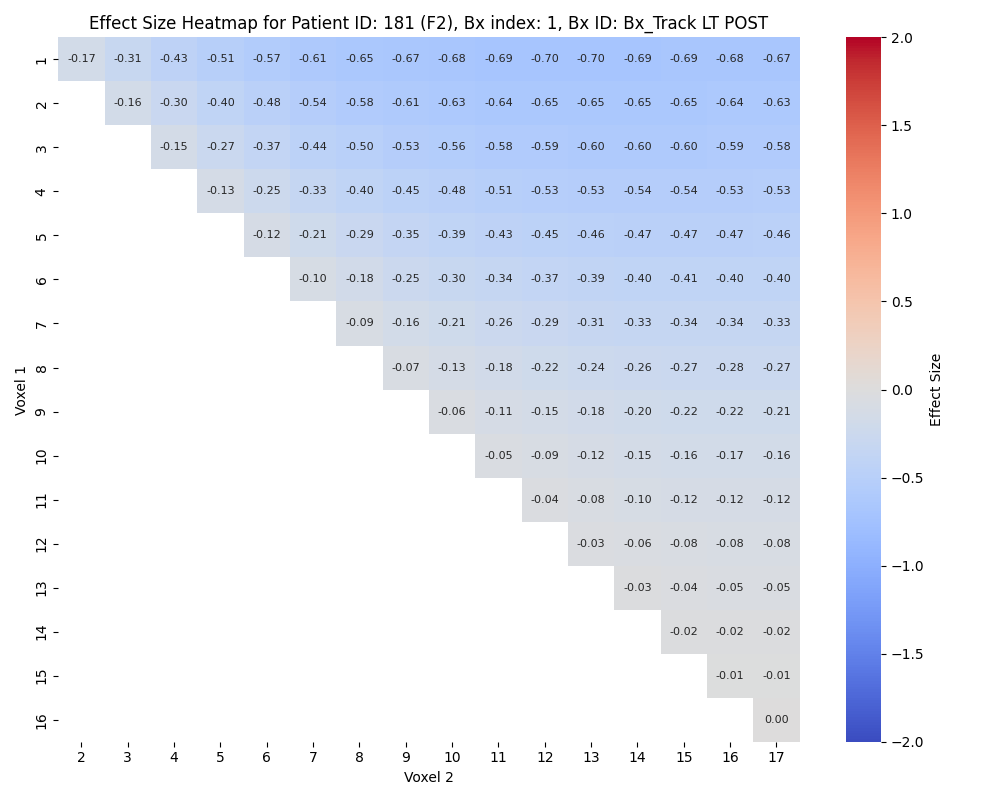 Effect Size Heatmap for Patient ID: 181 (F2), Bx index: 1, Bx ID: Bx_Track LT POST
1 -0.17 -0.31 -0.43 -0.51 -0.57 -0.61 -0.65 -0.67 -0.68 -0.69 -0.70 -0.70 -0.69 -0.69 -0.68 -0.67
2 -0.16 -0.30 -0.40 -0.48 -0.54 -0.58 -0.61 -0.63 -0.64 -0.65 -0.65 -0.65 -0.65 -0.64 -0.63
3 -0.15 -0.27 -0.37 -0.44 -0.50 -0.53 -0.56 -0.58 -0.59 -0.60 -0.60 -0.60 -0.59 -0.58
4 -0.13 -0.25 -0.33 -0.40 -0.45 -0.48 -0.51 -0.53 -0.53 -0.54 -0.54 -0.53 -0.53
5 -0.12 -0.21 -0.29 -0.35 -0.39 -0.43 -0.45 -0.46 -0.47 -0.47 -0.47 -0.46
6 -0.10 -0.18 -0.25 -0.30 -0.34 -0.37 -0.39 -0.40 -0.41 -0.40 -0.40
7 -0.09 -0.16 -0.21 -0.26 -0.29 -0.31 -0.33 -0.34 -0.34 -0.33
8 -0.07 -0.13 -0.18 -0.22 -0.24 -0.26 -0.27 -0.28 -0.27
9 -0.06 -0.11 -0.15 -0.18 -0.20 -0.22 -0.22 -0.21
10 -0.05 -0.09 -0.12 -0.15 -0.16 -0.17 -0.16
11 -0.04 -0.08 -0.10 -0.12 -0.12 -0.12
12 -0.03 -0.06 -0.08 -0.08 -0.08
13 -0.03 -0.04 -0.05 -0.05
14 -0.02 -0.02 -0.02
15 -0.01 -0.01
16 0.00
2 3 4 5 6 7 8 9 10 11 12 13 14 15 16 17
Voxel 2
Voxel 1
2.0
1.5
1.0
0.5
0.0
−0.5
−1.0
−1.5
−2.0
Effect Size